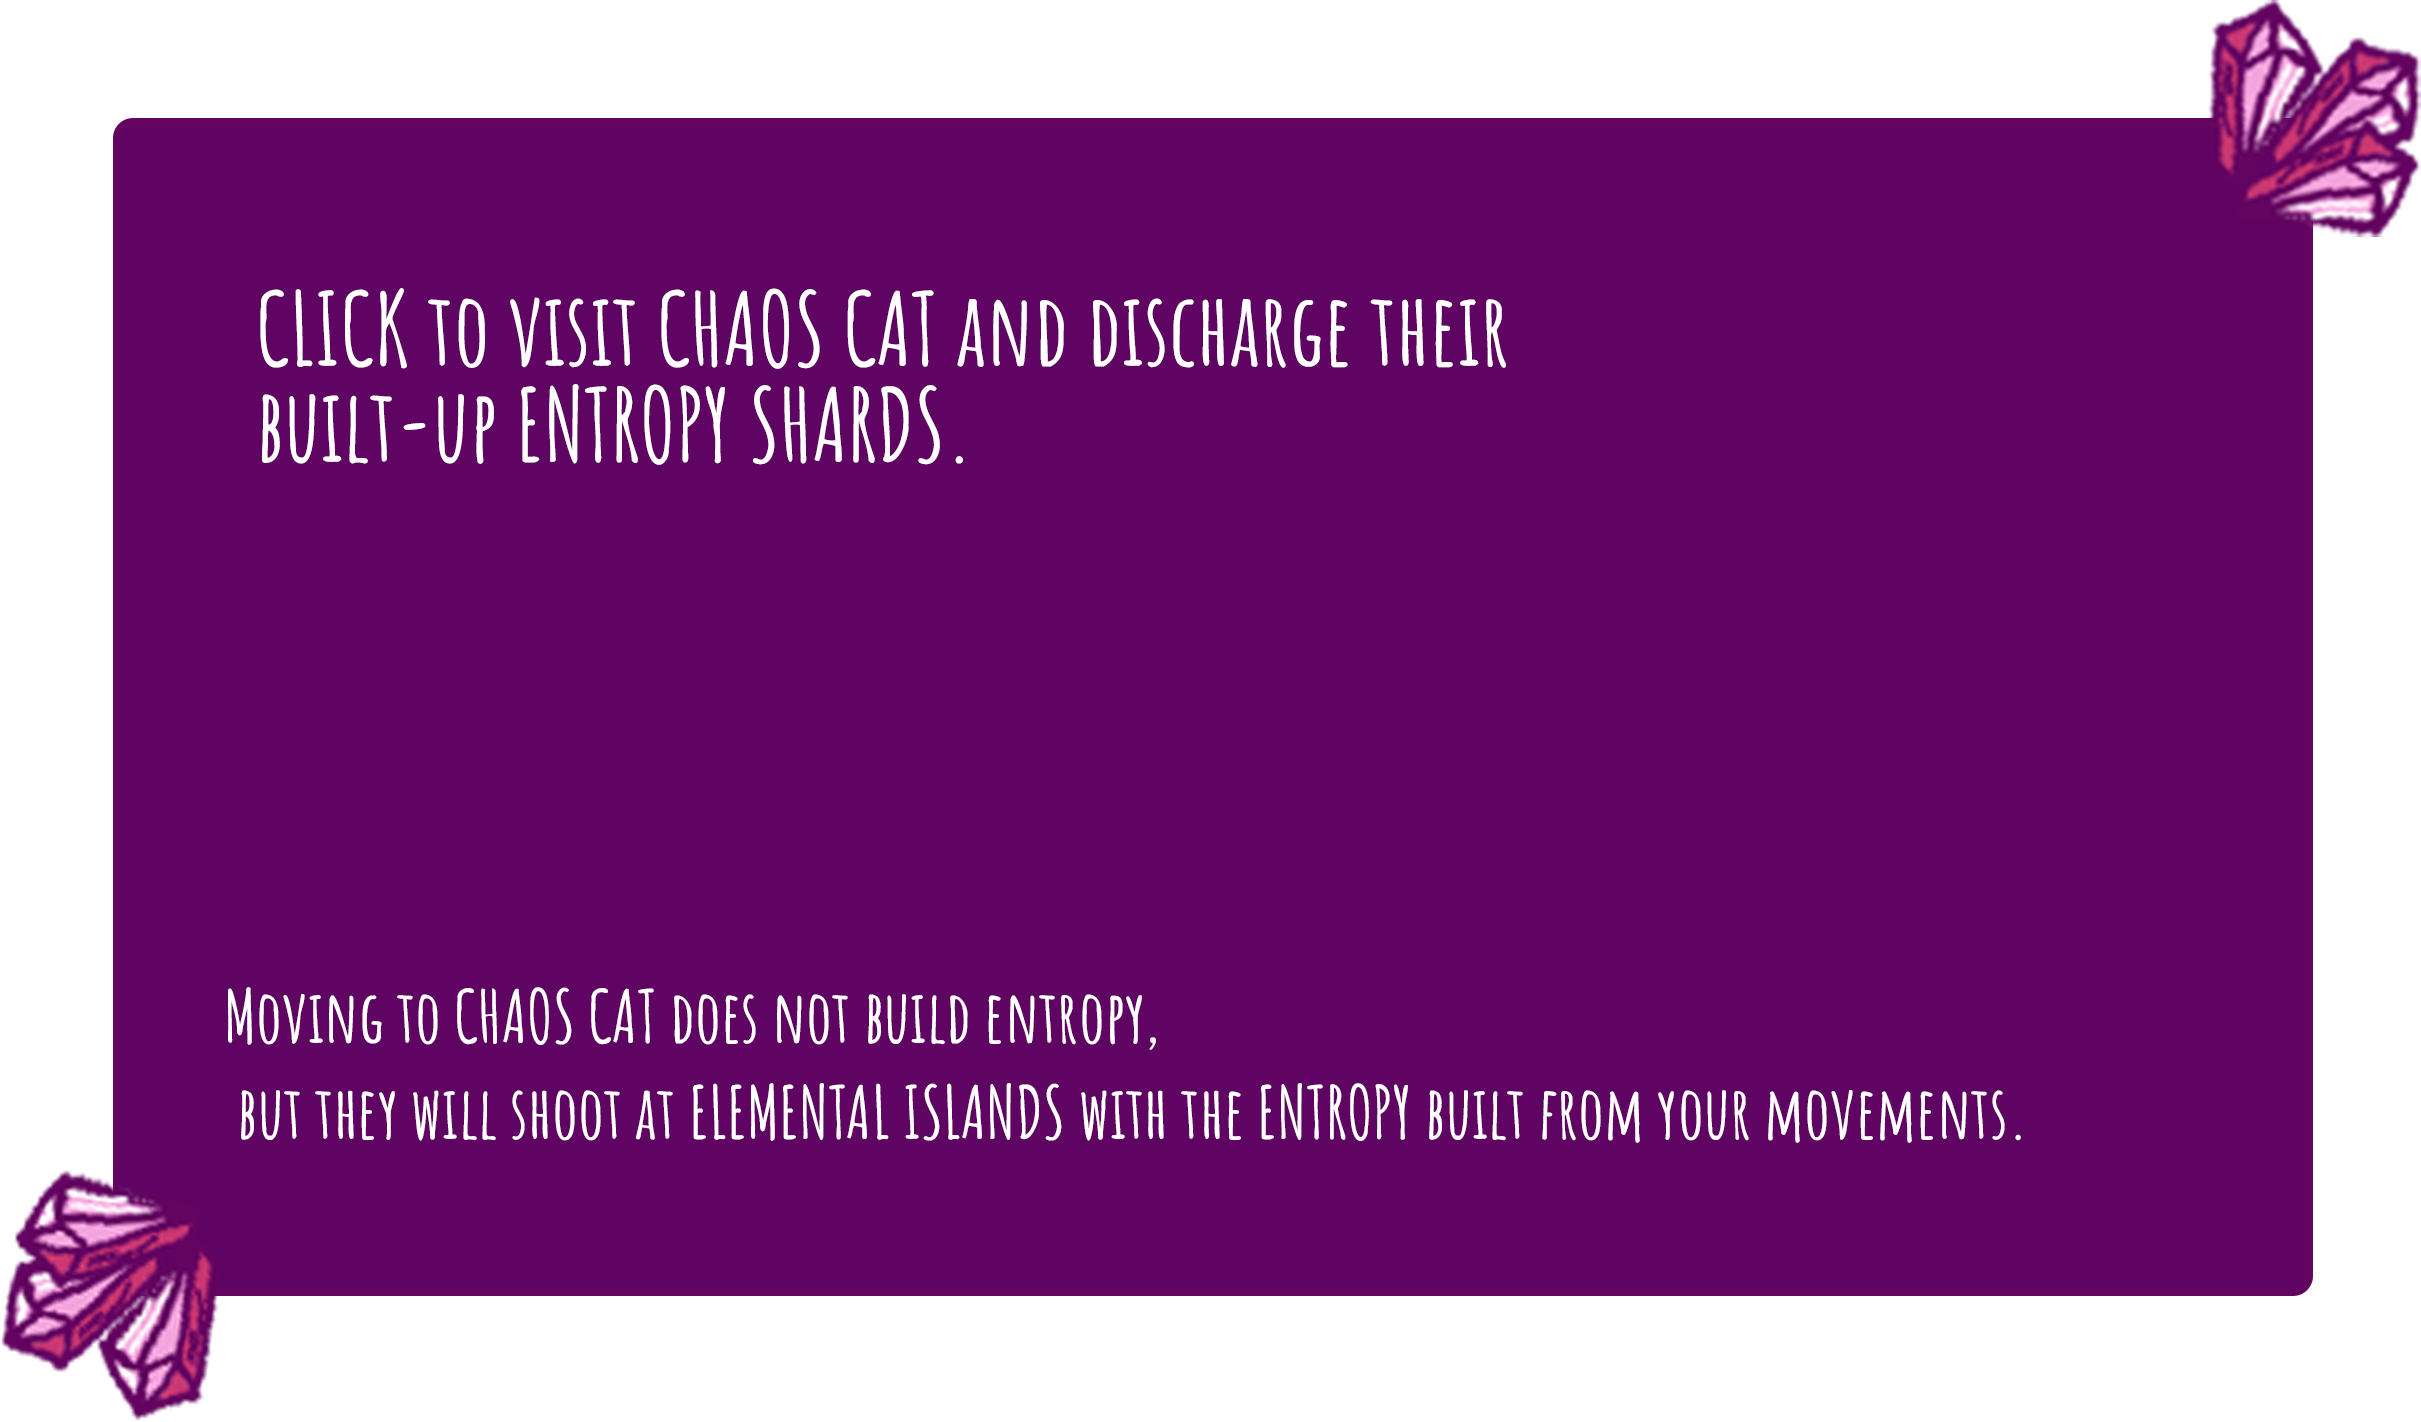 CLICK to visit CHAOS CAT and discharge their
built-up ENTROPY SHARDS.
Moving to CHAOS CAT does not build entropy,
but they will shoot at ELEMENTAL ISLANDS with the ENTROPY built from your movements.